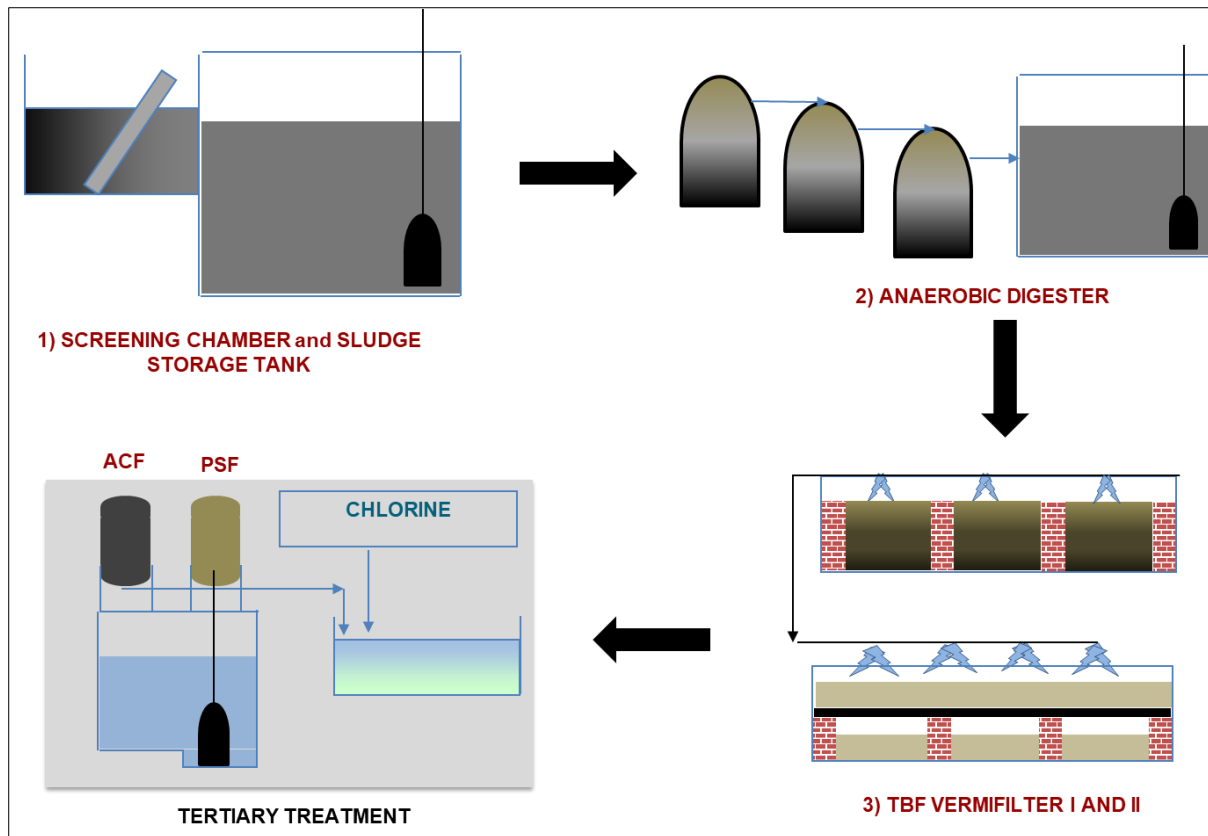 1) SCREENING CHAMBER and SLUDGE
STORAGE TANK
2) ANAEROBIC DIGESTER
3) TBF VERMIFILTER I AND II
ACF
PSF
CHLORINE
TERTIARY TREATMENT